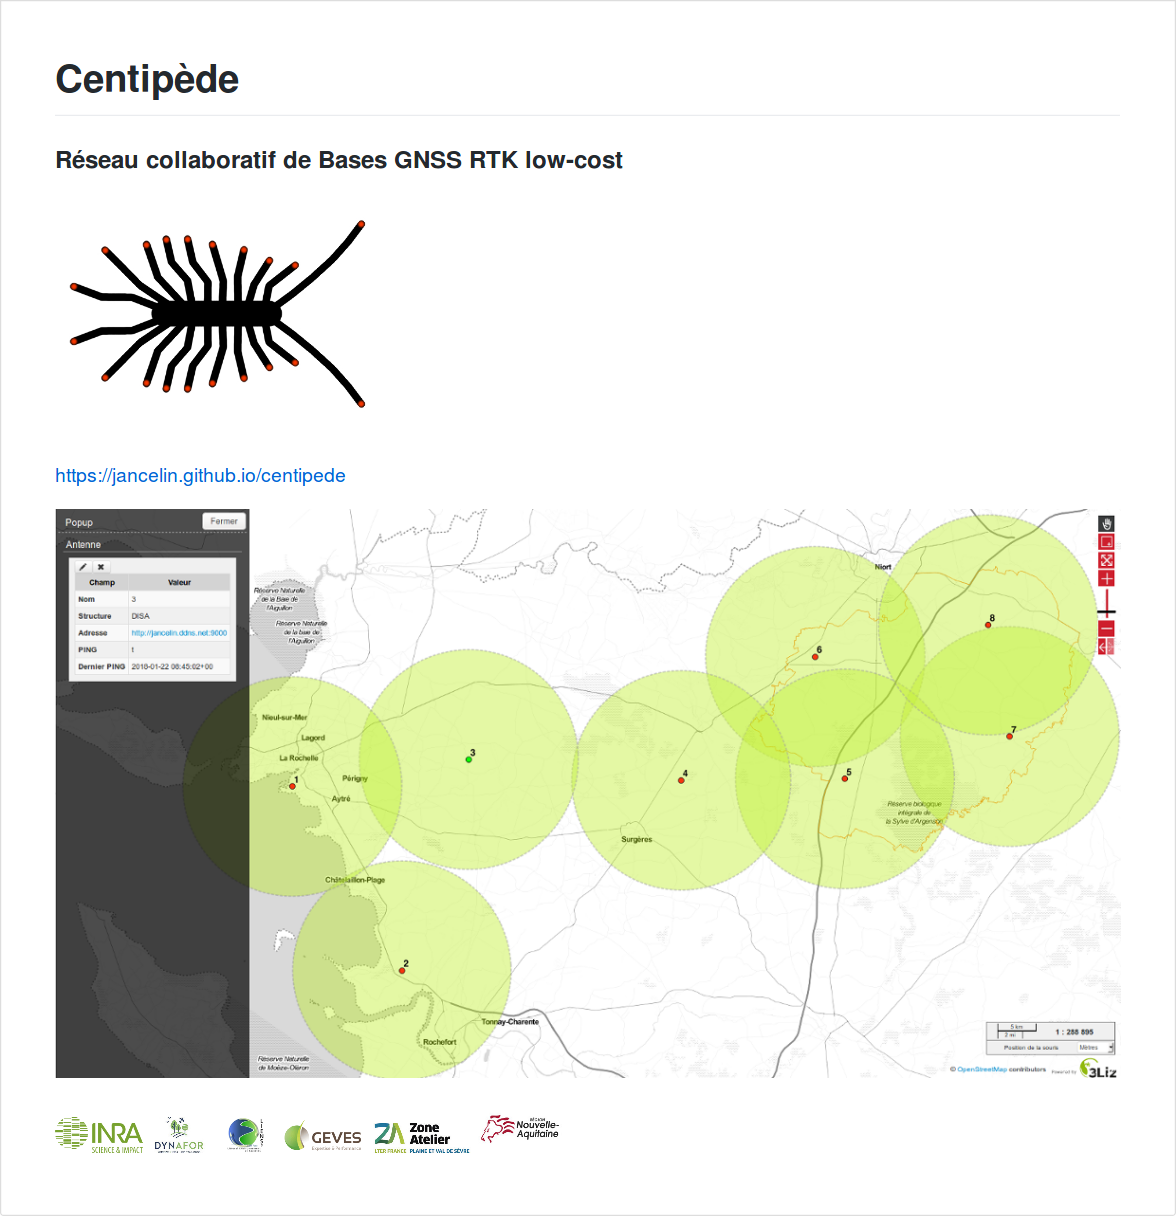 Centipède
Réseau collaboratif de Bases GNSS RTK low-cost
https://jancelin.github.io/centipede
Popup
Fermer
Antenne
Champ Valeur
Nom 3
Structure DISA
Adresse http://jancelin.ddns.net:9000
PING t
Dernier PING 2018-01-22 08:45:02+00
Niort
Réserve Naturelle
de la Baie de
l'Aiguillon
Réserve Naturelle
de la baie de
l'Aiguillon
8
6
Nieul-sur-Mer
7
Lagord
3
La Rochelle
4
5
1
Périgny
Aytré
Réserve biologique
intégrale de
la Sylve d'Argenson
Surgères
Châtelaillon-Plage
2
Tonnay-Charente
Rochefort
5 km
2 mi
1 : 288 895
Position de la souris Mètres
Réserve Naturelle
de Moëze-Oléron
© OpenStreetMap contributors
Powered by
3Liz
INRA
SCIENCE & IMPACT
DYNAFOR
LIENSs
GEVES
Expertise & Performance
ZA
Zone
Atelier
LTER FRANCE PLAINE ET VAL DE SÈVRE
RÉGION
Nouvelle-
Aquitaine